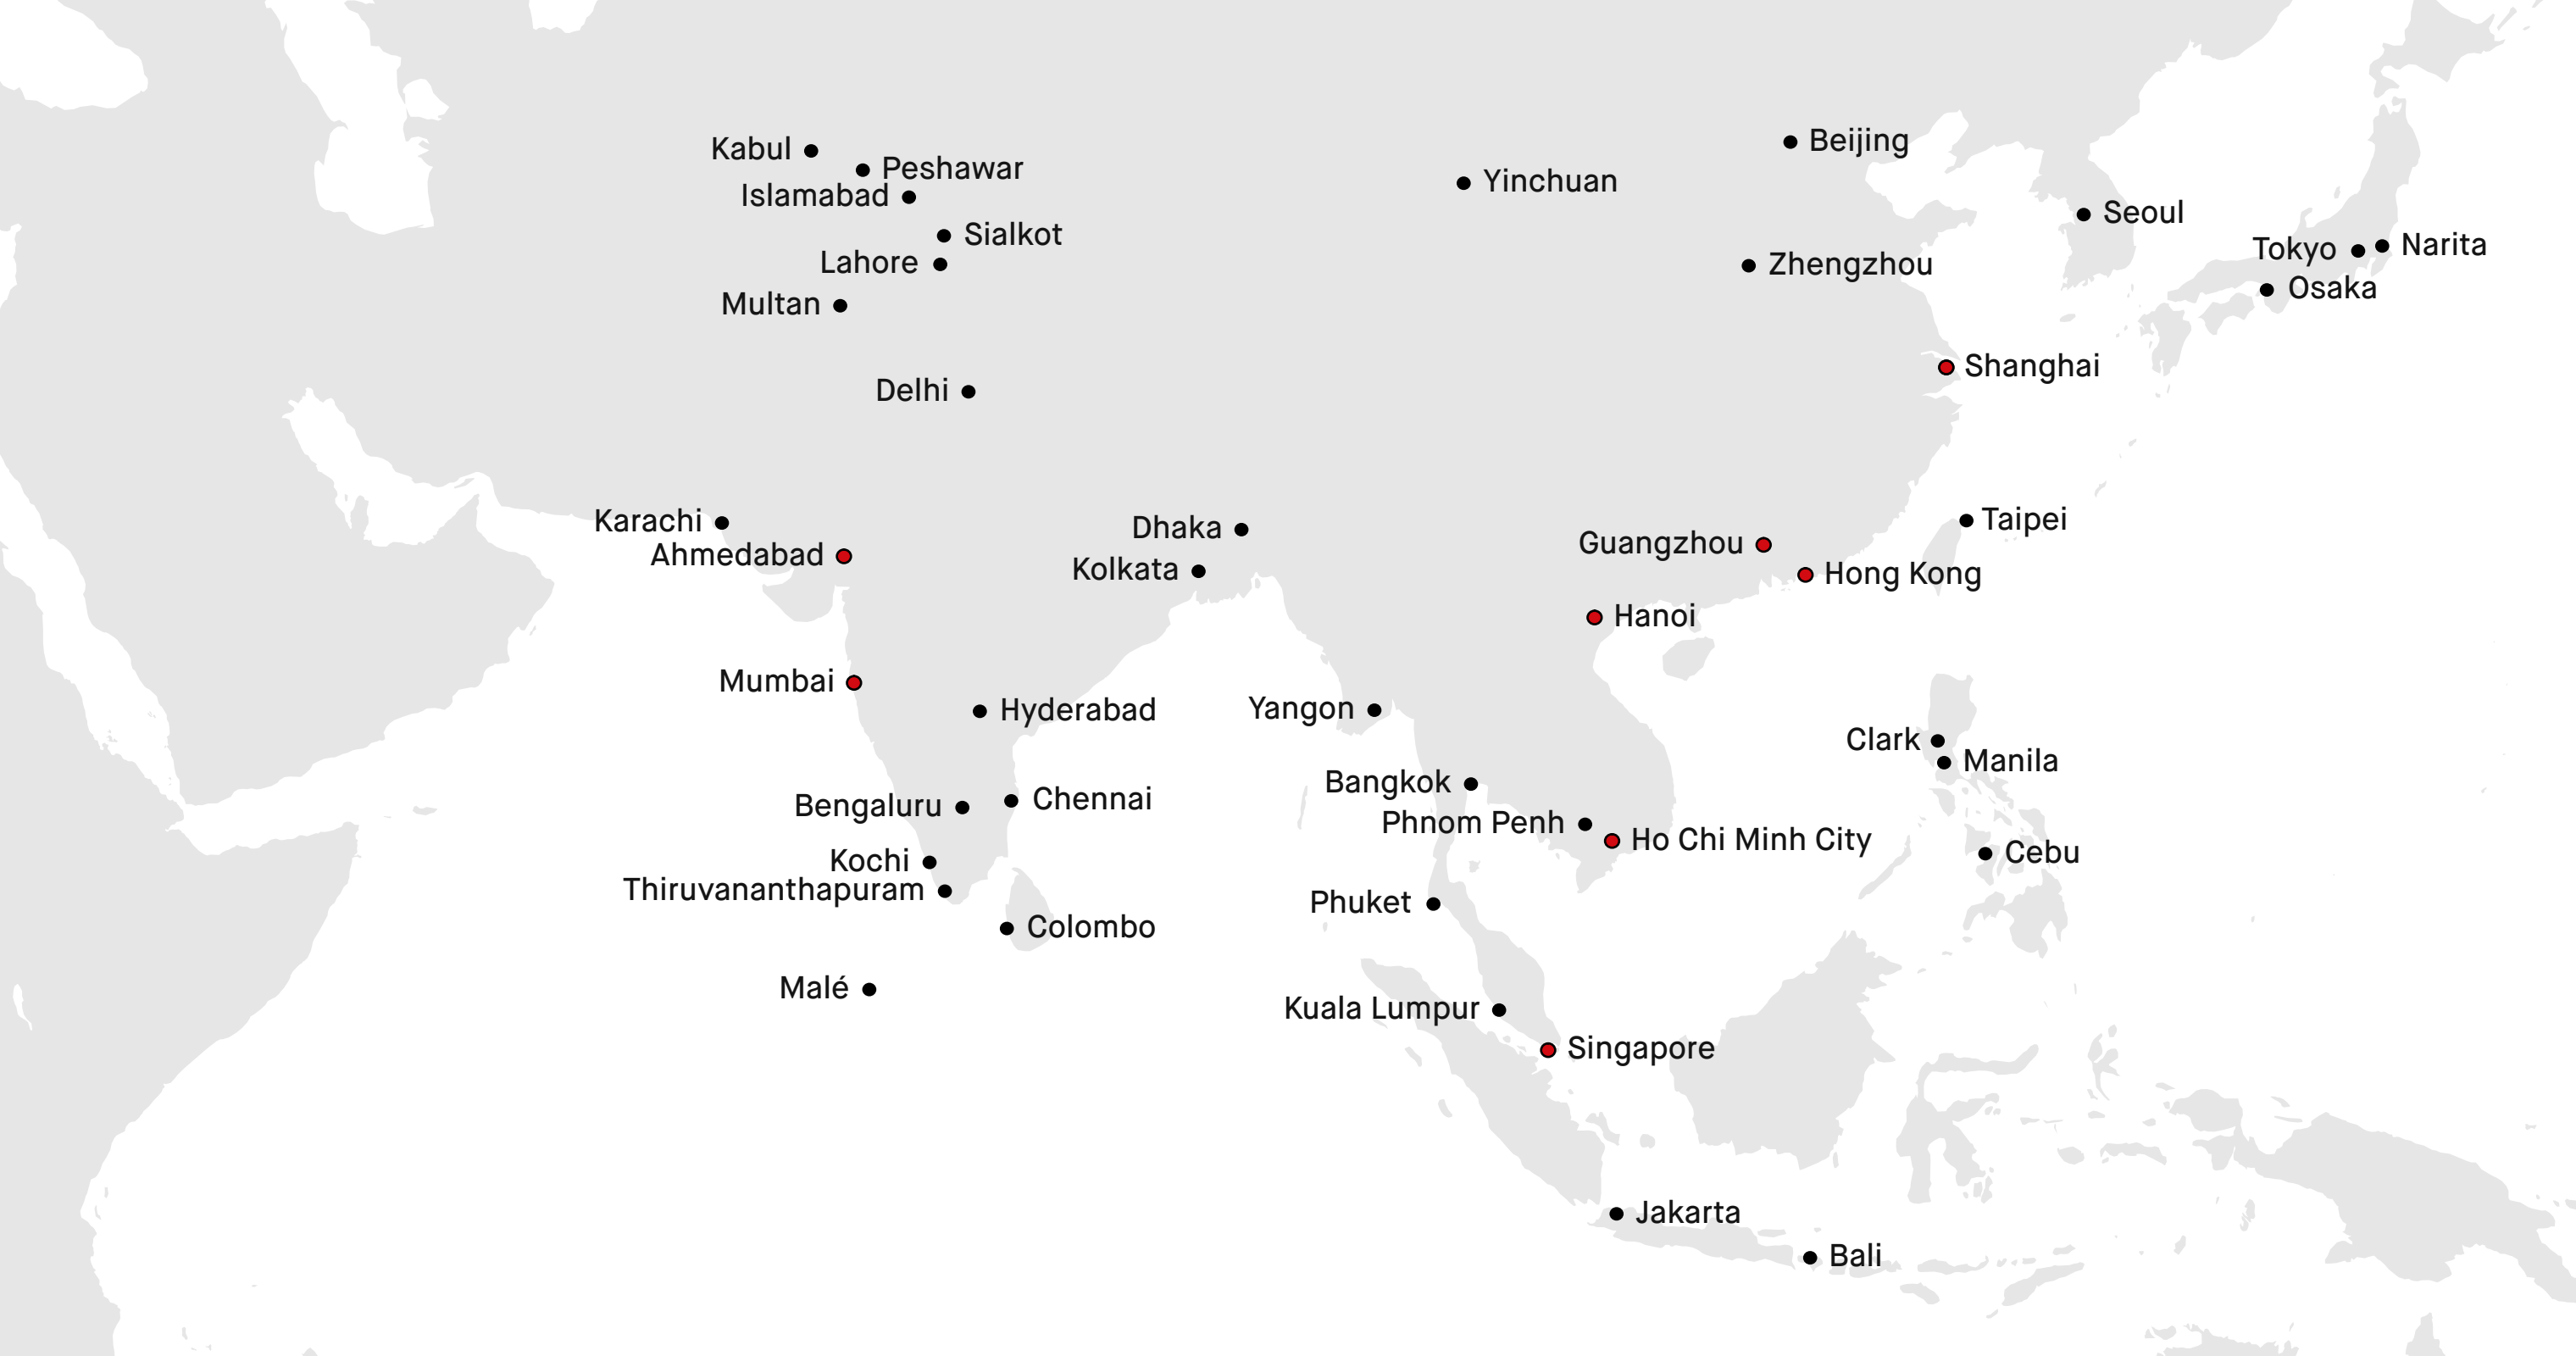 Kabul
Peshawar
Islamabad
Sialkot
Lahore
Multan
Delhi
Beijing
Yinchuan
Zhengzhou
Seoul
Tokyo
Narita
Osaka
Shanghai
Karachi
Ahmedabad
Dhaka
Kolkata
Guangzhou
Taipei
Hong Kong
Hanoi
Mumbai
Hyderabad
Yangon
Clark
Manila
Bangkok
Bengaluru
Chennai
Phnom Penh
Ho Chi Minh City
Cebu
Kochi
Thiruvananthapuram
Phuket
Colombo
Malé
Kuala Lumpur
Singapore
Jakarta
Bali